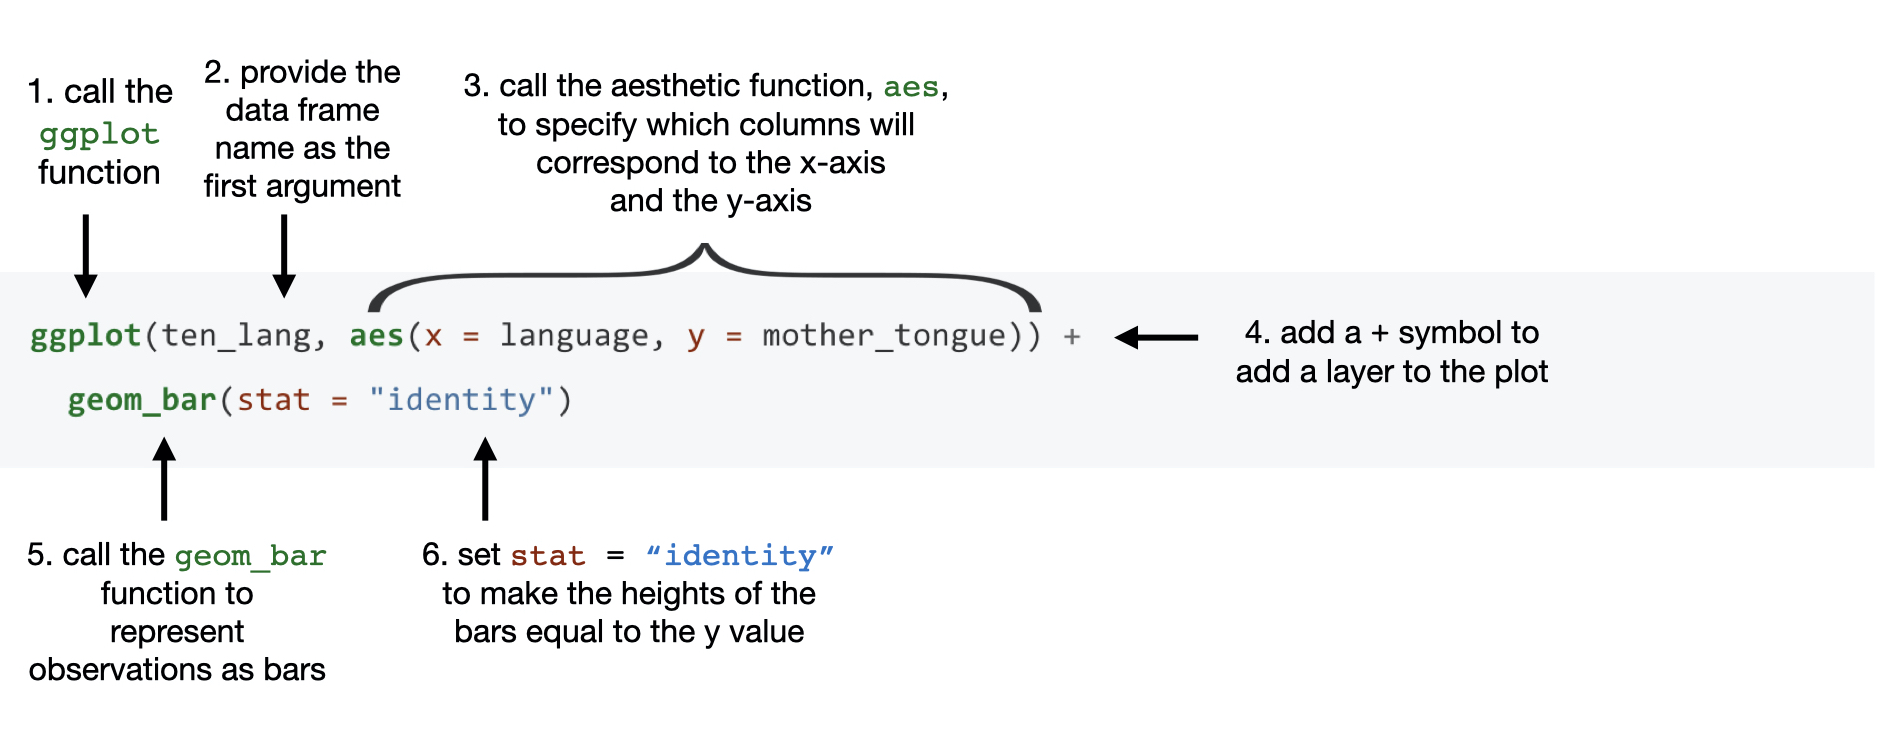 1. call the
ggplot
function
2. provide the
data frame
name as the
first argument
3. call the aesthetic function, aes,
to specify which columns will
correspond to the x-axis
and the y-axis
ggplot(ten_lang, aes(x = language, y = mother_tongue)) +
geom_bar(stat = "identity")
4. add a + symbol to
add a layer to the plot
5. call the geom_bar
function to
represent
observations as bars
6. set stat = “identity”
to make the heights of the
bars equal to the y value